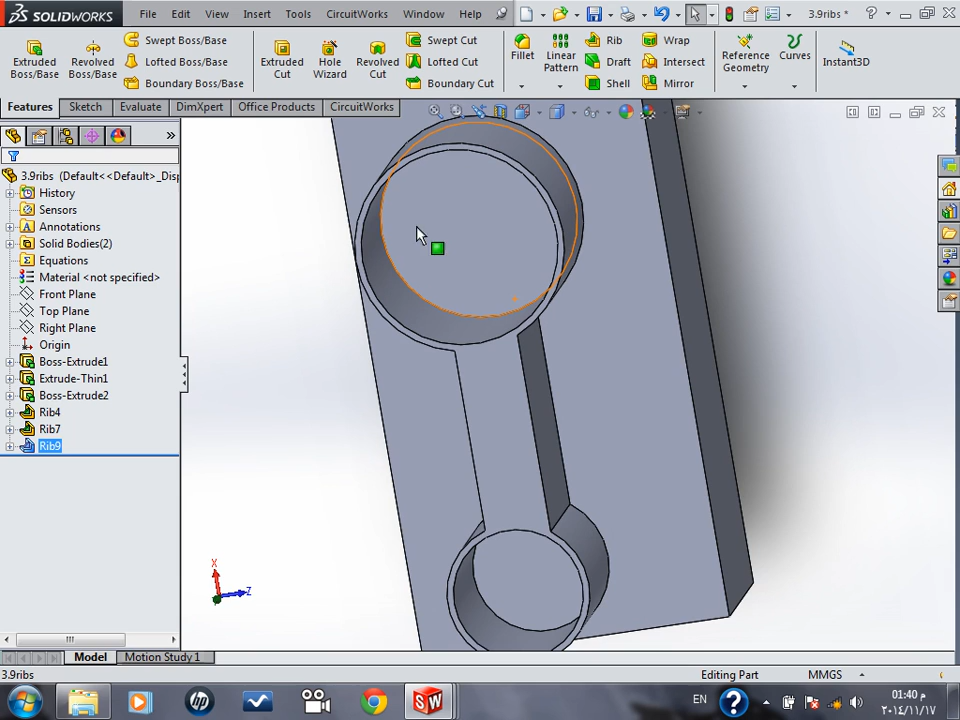 SOLIDWORKS File Edit View Insert Tools CircuitWorks Window Help 3.9ribs
Extruded Boss/Base
Revolved Boss/Base
Swept Boss/Base
Lofted Boss/Base
Boundary Boss/Base
Extruded Cut
Hole Wizard
Revolved Cut
Swept Cut
Lofted Cut
Boundary Cut
Fillet
Linear Pattern
Rib
Draft
Shell
Wrap
Intersect
Mirror
Reference Geometry
Curves
Instant3D
Features Sketch Evaluate DimXpert Office Products CircuitWorks
3.9ribs (Default<<Default>_Disp
History
Sensors
Annotations
Solid Bodies(2)
Equations
Material <not specified>
Front Plane
Top Plane
Right Plane
Origin
Boss-Extrude1
Extrude-Thin1
Boss-Extrude2
Rib4
Rib7
Rib9
X
Z
Model Motion Study 1
3.9ribs Editing Part MMGS
EN 01:40 م
٢٠١٤/١١/١٧